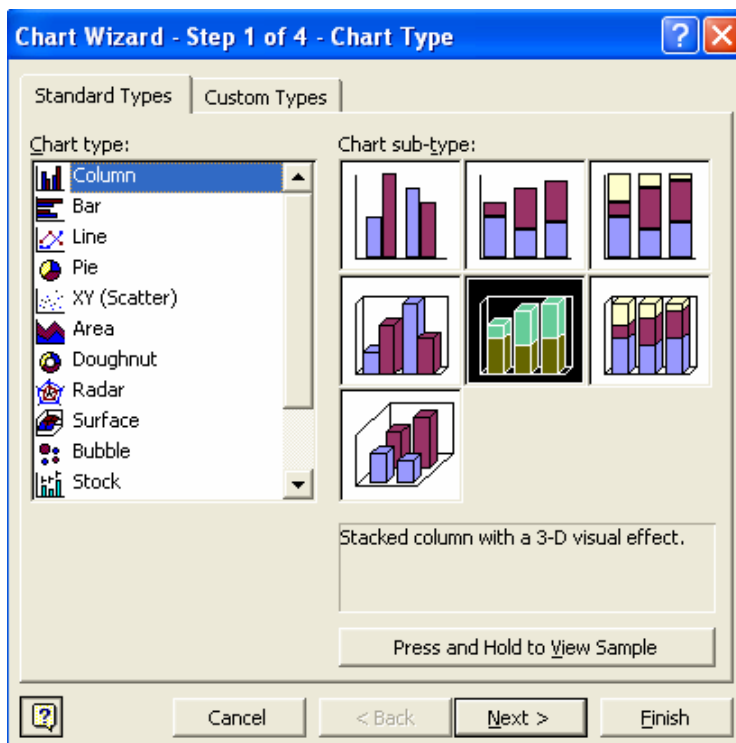 Chart Wizard - Step 1 of 4 - Chart Type
Standard Types
Custom Types
Chart type:
Column
Bar
Line
Pie
XY (Scatter)
Area
Doughnut
Radar
Surface
Bubble
Stock
Chart sub-type:
Stacked column with a 3-D visual effect.
Press and Hold to View Sample
Cancel
< Back
Next >
Finish